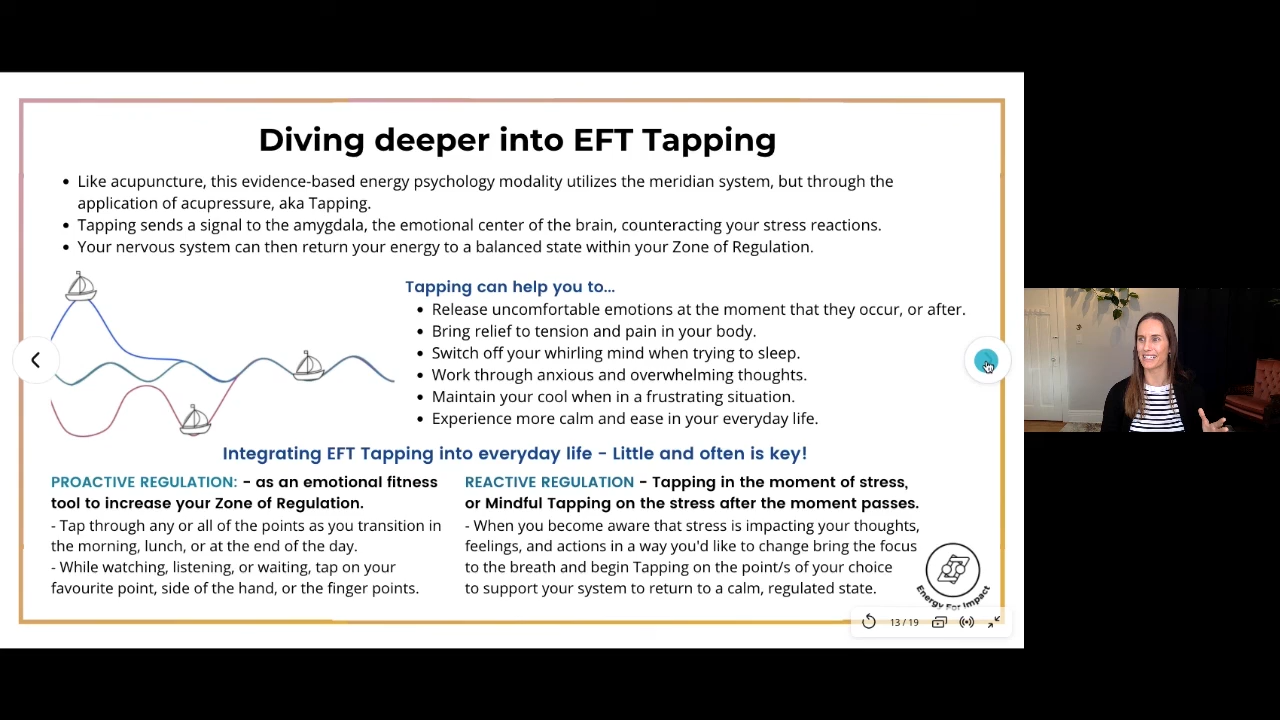 Diving deeper into EFT Tapping
• Like acupuncture, this evidence-based energy psychology modality utilizes the meridian system, but through the
application of acupressure, aka Tapping.
• Tapping sends a signal to the amygdala, the emotional center of the brain, counteracting your stress reactions.
• Your nervous system can then return your energy to a balanced state within your Zone of Regulation.
Tapping can help you to...
• Release uncomfortable emotions at the moment that they occur, or after.
• Bring relief to tension and pain in your body.
• Switch off your whirling mind when trying to sleep.
• Work through anxious and overwhelming thoughts.
• Maintain your cool when in a frustrating situation.
• Experience more calm and ease in your everyday life.
Integrating EFT Tapping into everyday life - Little and often is key!
PROACTIVE REGULATION: - as an emotional fitness
tool to increase your Zone of Regulation.
- Tap through any or all of the points as you transition in
the morning, lunch, or at the end of the day.
- While watching, listening, or waiting, tap on your
favourite point, side of the hand, or the finger points.
REACTIVE REGULATION - Tapping in the moment of stress,
or Mindful Tapping on the stress after the moment passes.
- When you become aware that stress is impacting your thoughts,
feelings, and actions in a way you'd like to change bring the focus
to the breath and begin Tapping on the point/s of your choice
to support your system to return to a calm, regulated state.
Energy For Impact
13 / 19